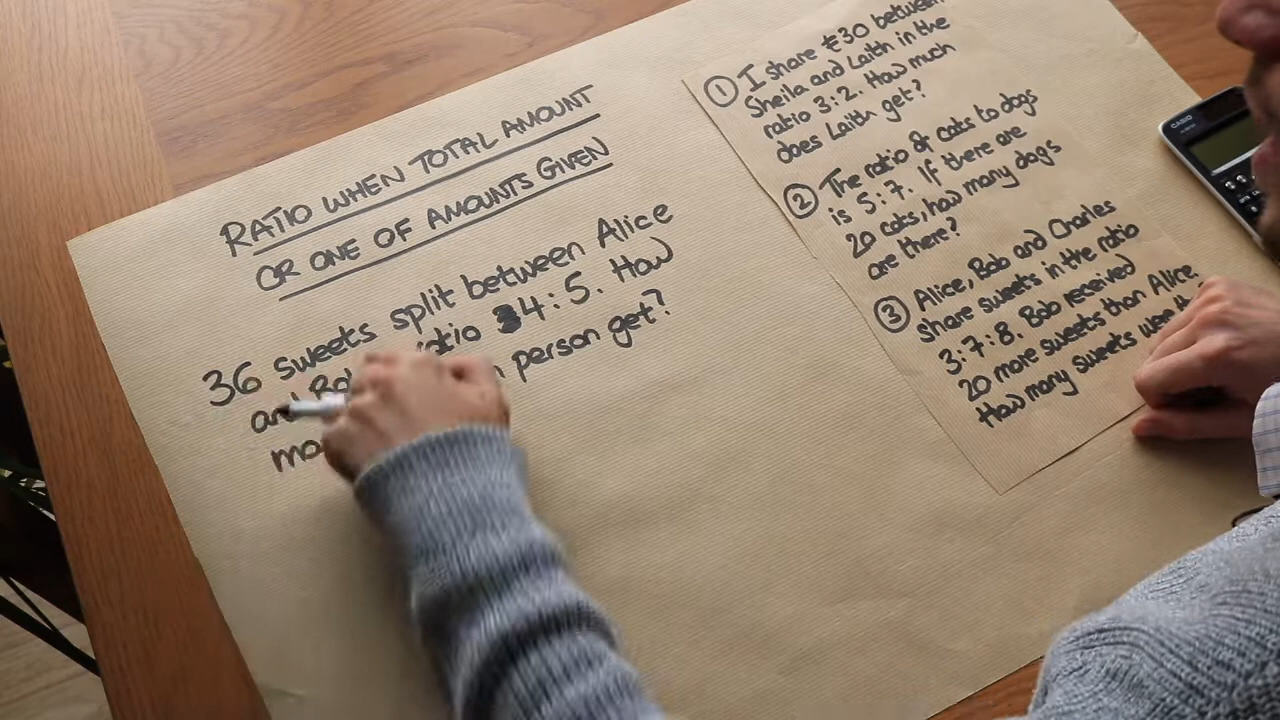 RATIO WHEN TOTAL AMOUNT
OR ONE OF AMOUNTS GIVEN
36 sweets split between Alice
and ratio 4:5. How
person get?
① I share £30 between
Sheila and Laith in the
ratio 3:2. How much
does Laith get?
② The ratio of cats to dogs
is 5:7. If there are
20 cats, how many dogs
are there?
③ Alice, Bob and Charles
share sweets in the ratio
3:7:8. Bob received
20 more sweets than Alice.
How many sweets were
CASIO